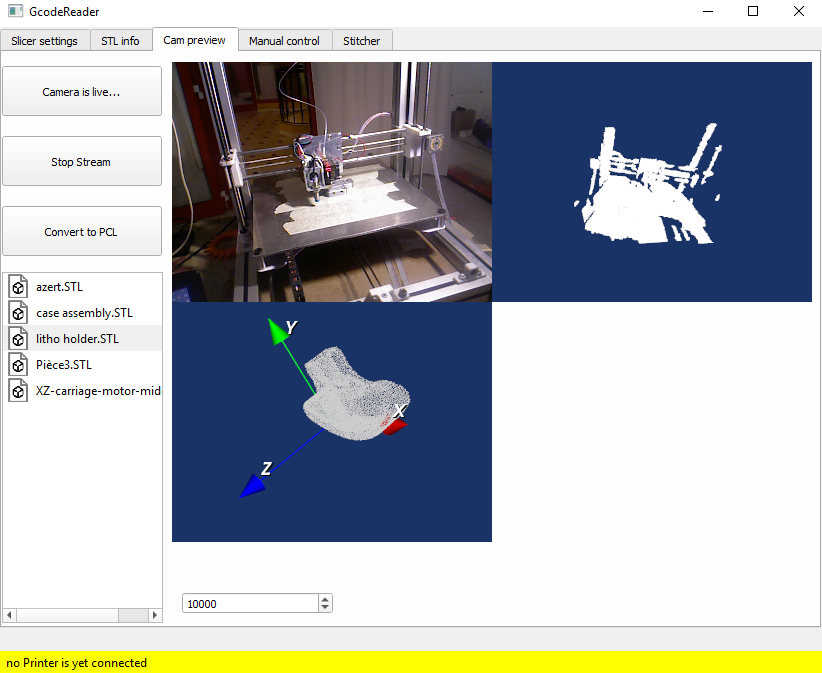 GcodeReader
Slicer settings
STL info
Cam preview
Manual control
Stitcher
Camera is live...
Stop Stream
Convert to PCL
azert.STL
case assembly.STL
litho holder.STL
Pièce3.STL
XZ-carriage-motor-mid
Y
X
Z
10000
no Printer is yet connected